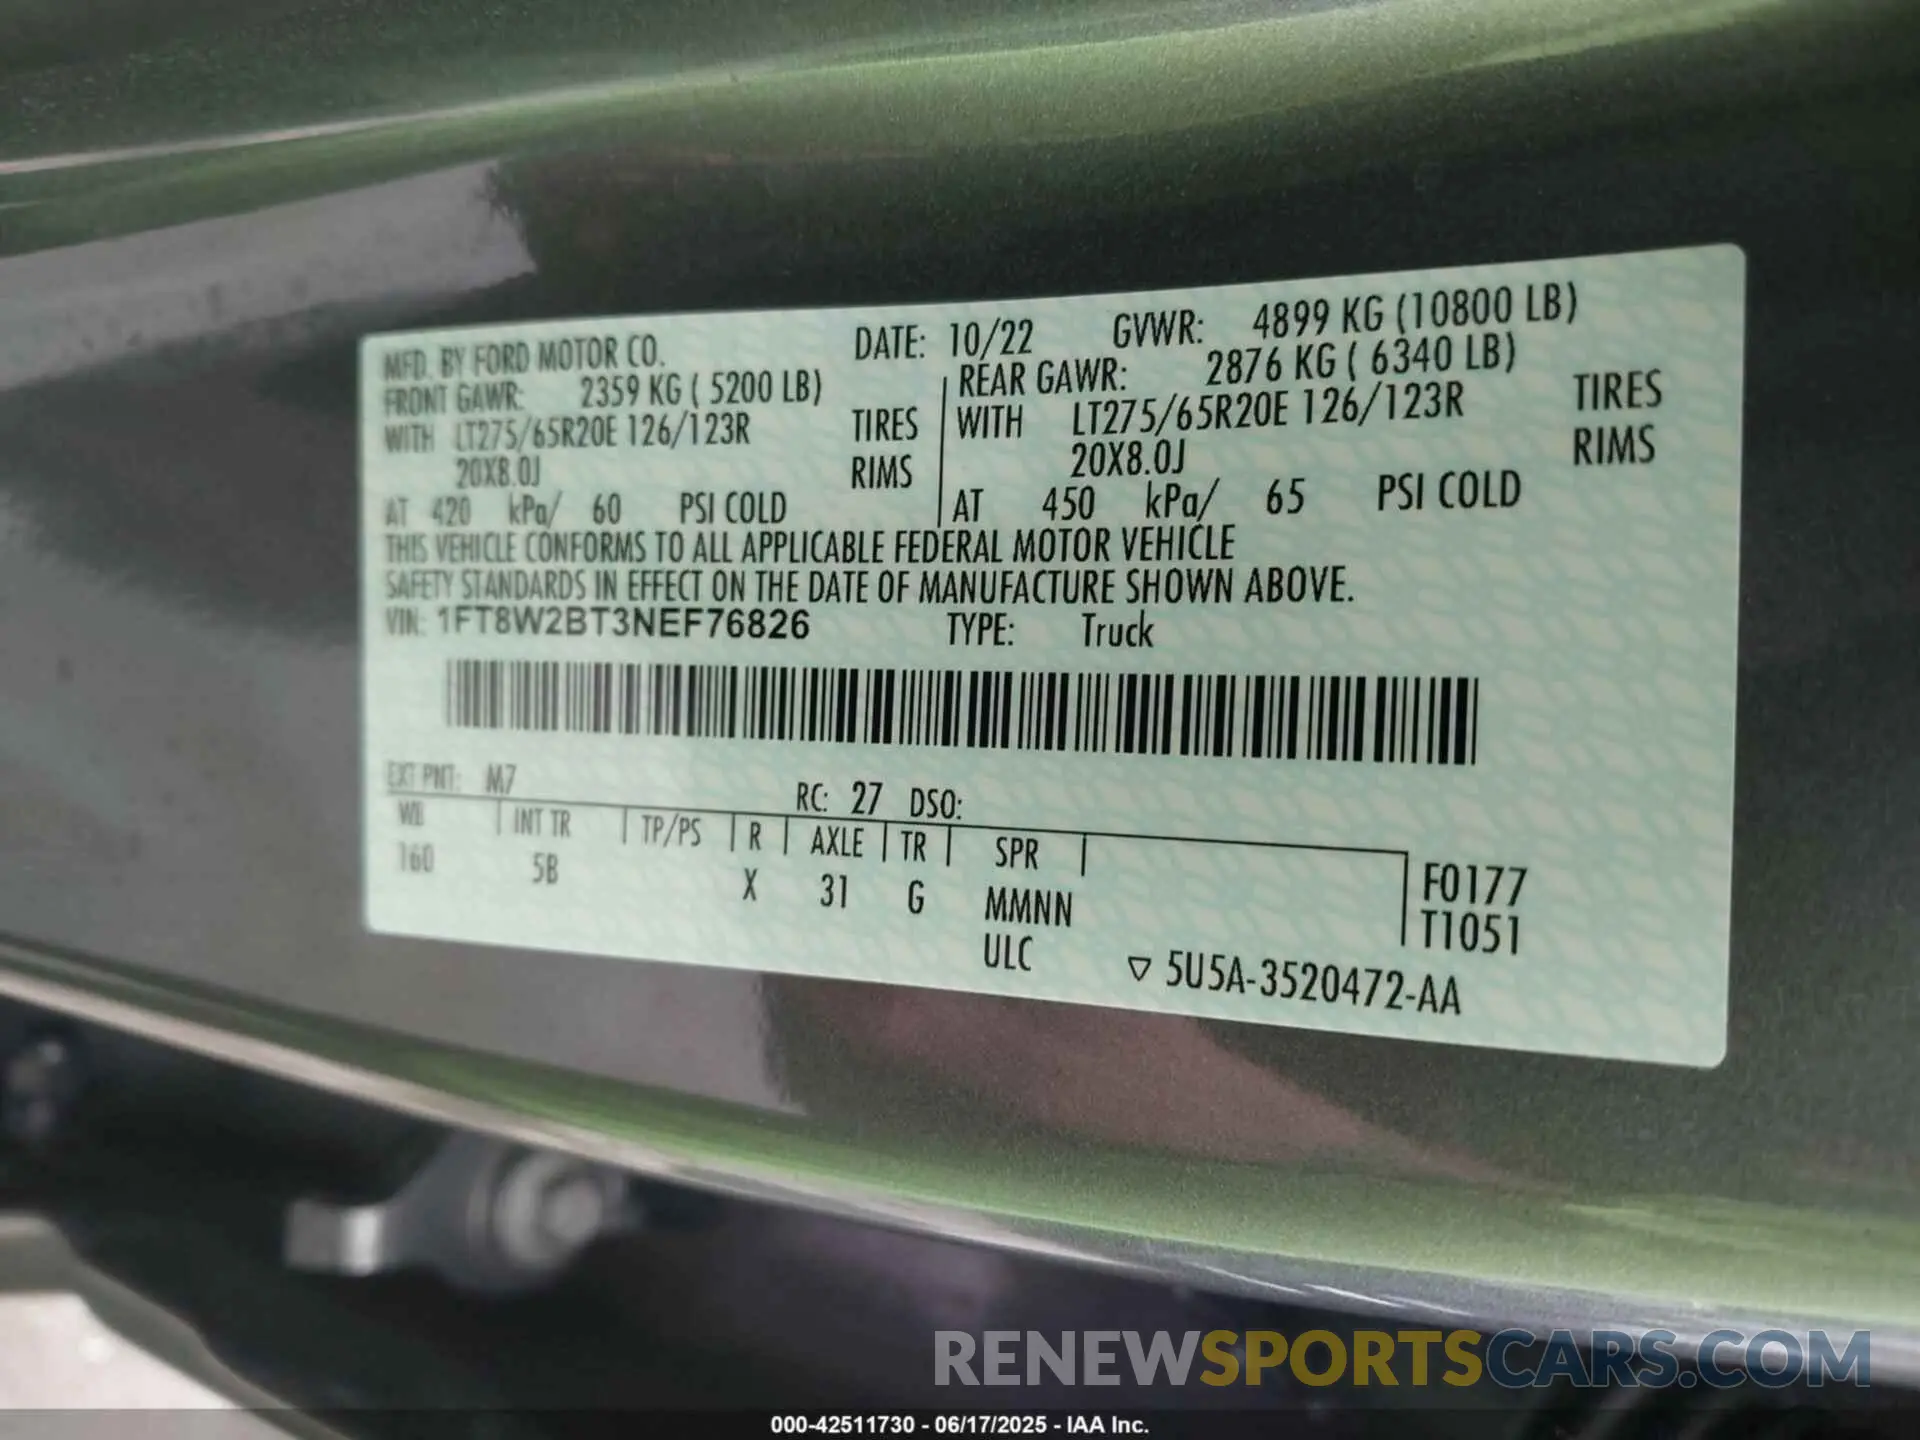 MFD. BY FORD MOTOR CO. DATE: 10/22 GVWR: 4899 KG (10800 LB)
FRONT GAWR: 2359 KG ( 5200 LB) REAR GAWR: 2876 KG ( 6340 LB)
WITH LT275/65R20E 126/123R TIRES WITH LT275/65R20E 126/123R TIRES
20X8.0J RIMS 20X8.0J RIMS
AT 420 kPa/ 60 PSI COLD AT 450 kPa/ 65 PSI COLD
THIS VEHICLE CONFORMS TO ALL APPLICABLE FEDERAL MOTOR VEHICLE
SAFETY STANDARDS IN EFFECT ON THE DATE OF MANUFACTURE SHOWN ABOVE.
VIN: 1FT8W2BT3NEF76826 TYPE: Truck
EXT PNT: M7 RC: 27 DSO:
WB INT TR TP/PS R AXLE TR SPR
160 5B X 31 G MMNN F0177
ULC T1051
▽ 5U5A-3520472-AA
RENEWSPORTSCARS.COM
000-42511730 - 06/17/2025 - IAA Inc.